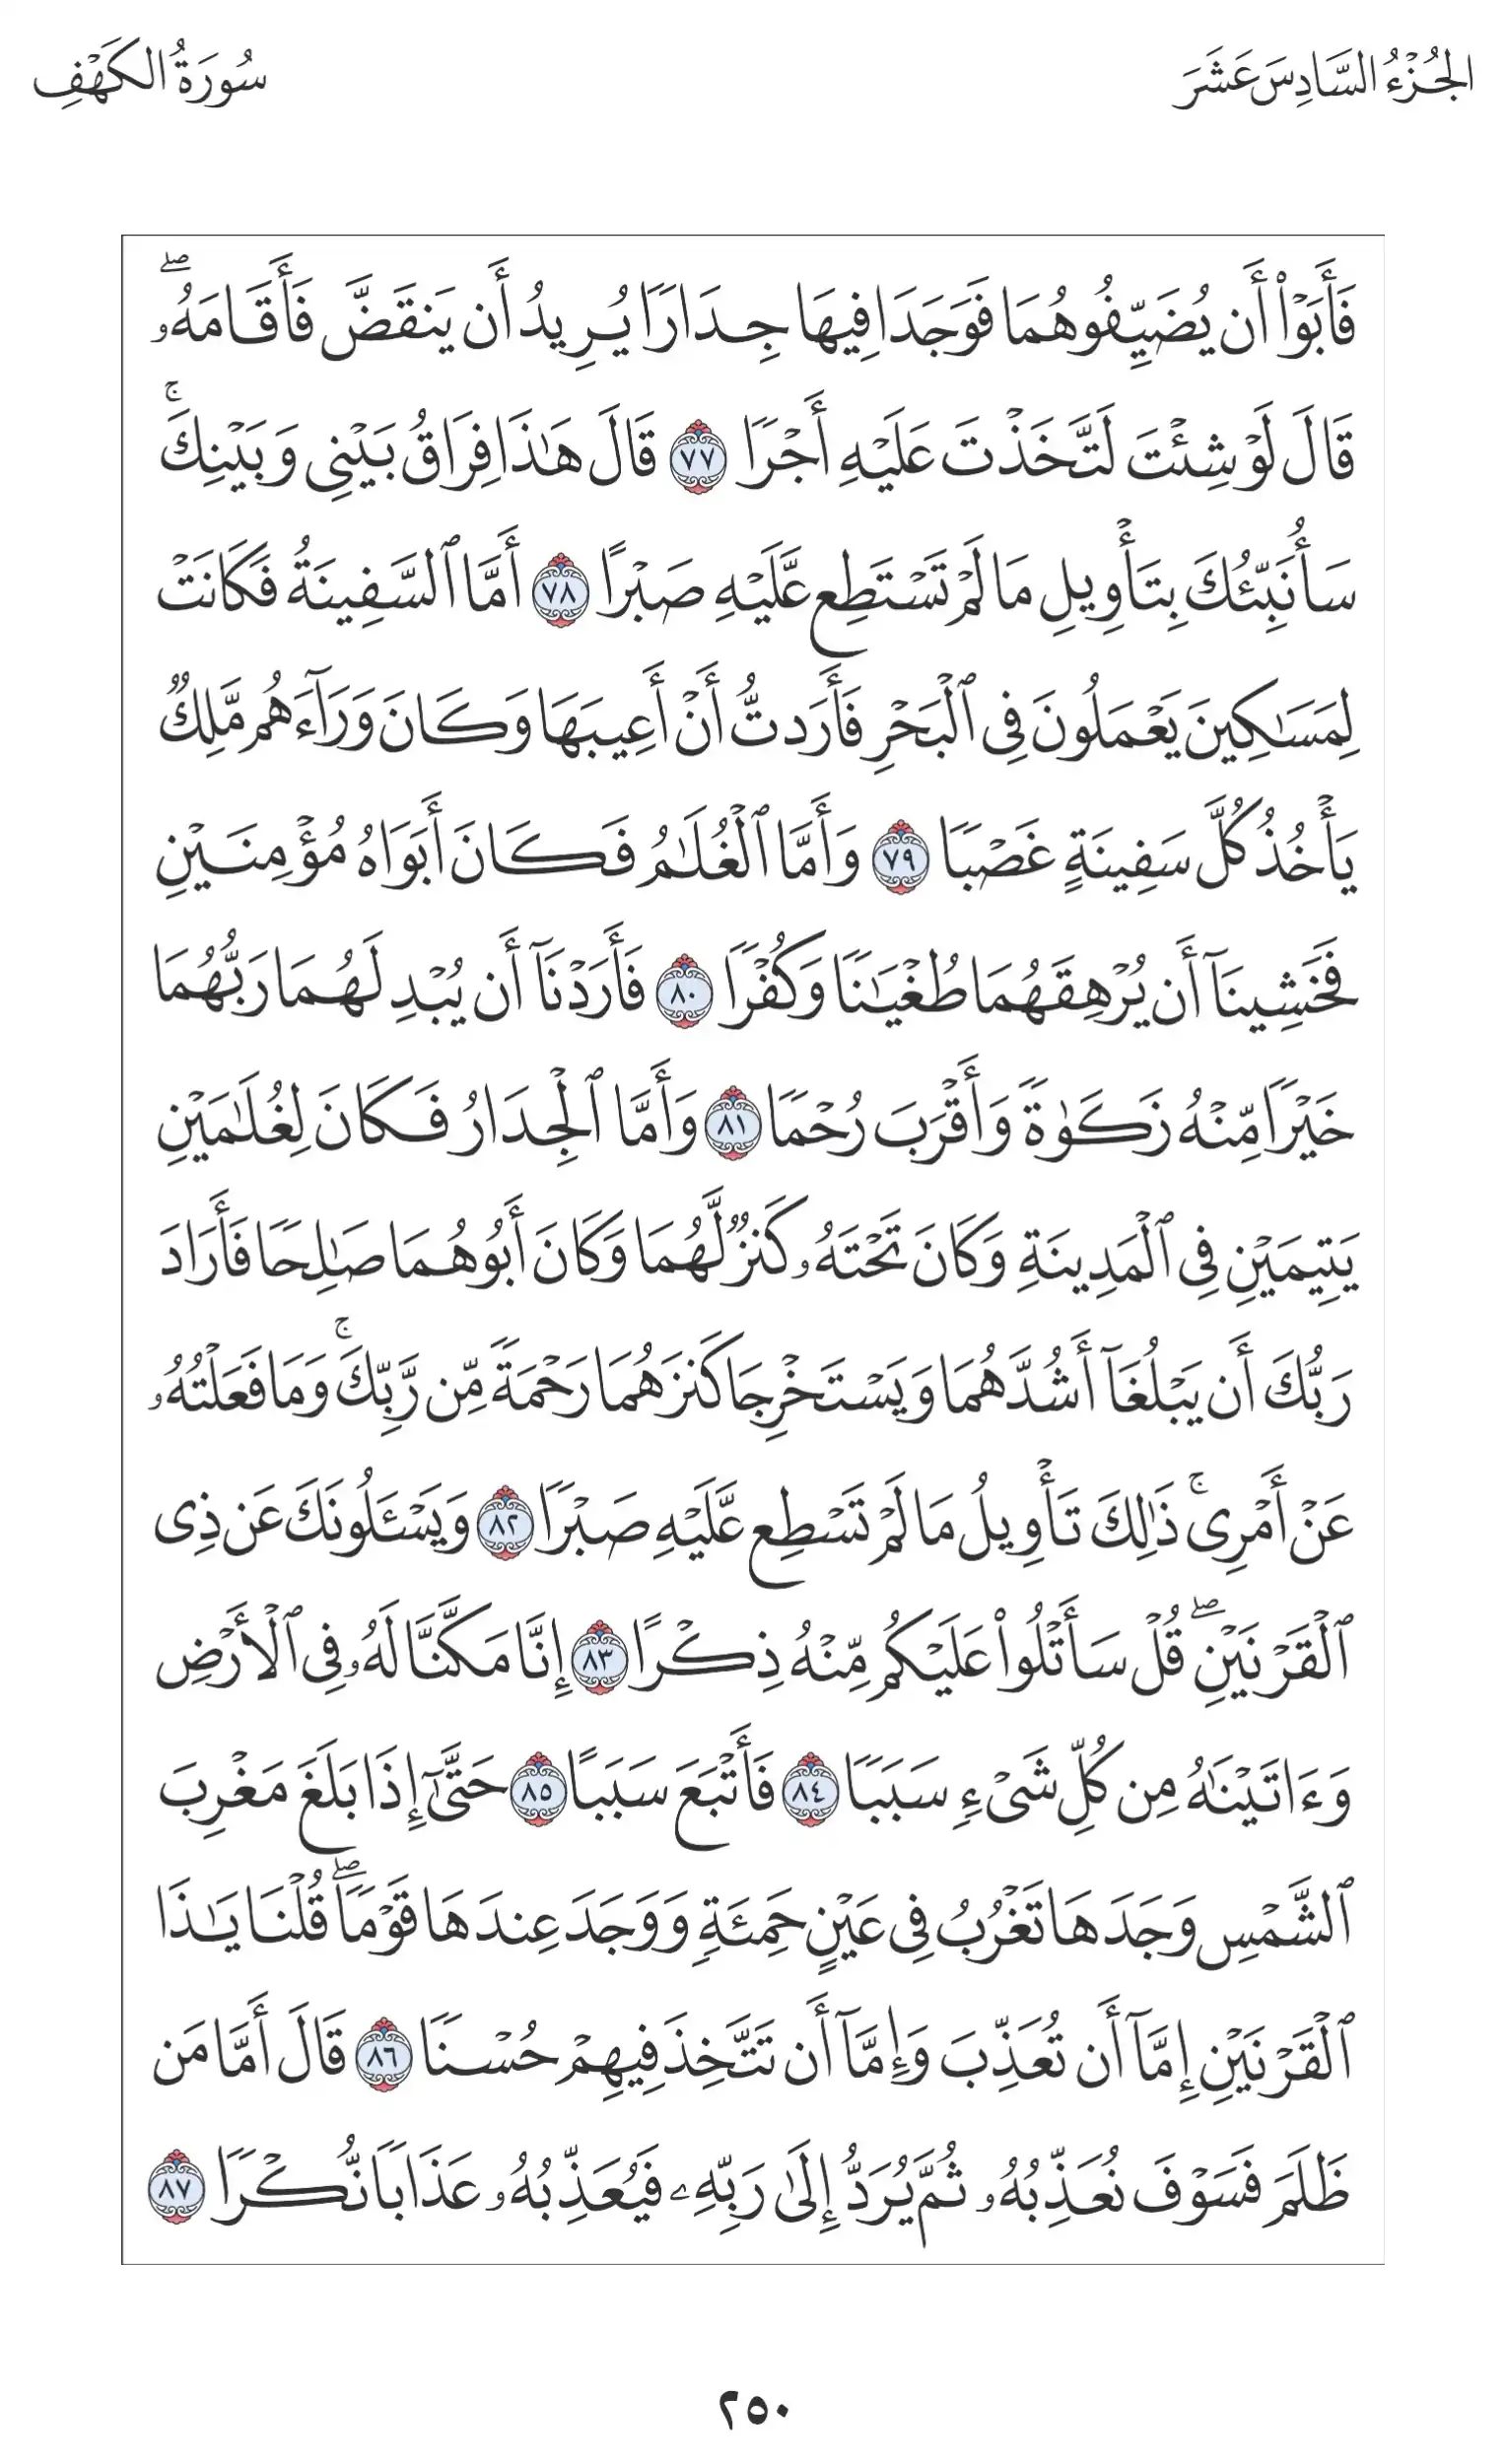 الجُزْءُ السَّادِسَ عَشَرَ
سُورَةُ الكَهْفِ
فَأَبَوْا۟ أَن يُضَيِّفُوهُمَا فَوَجَدَا فِيهَا جِدَارًا يُرِيدُ أَن يَنقَضَّ فَأَقَامَهُۥۖ
قَالَ لَوْ شِئْتَ لَتَّخَذْتَ عَلَيْهِ أَجْرًا ٧٧ قَالَ هَٰذَا فِرَاقُ بَيْنِى وَبَيْنِكَۚ
سَأُنَبِّئُكَ بِتَأْوِيلِ مَا لَمْ تَسْتَطِع عَّلَيْهِ صَبْرًا ٧٨ أَمَّا ٱلسَّفِينَةُ فَكَانَتْ
لِمَسَٰكِينَ يَعْمَلُونَ فِى ٱلْبَحْرِ فَأَرَدتُّ أَنْ أَعِيبَهَا وَكَانَ وَرَآءَهُم مَّلِكٌ
يَأْخُذُ كُلَّ سَفِينَةٍ غَصْبًا ٧٩ وَأَمَّا ٱلْغُلَٰمُ فَكَانَ أَبَوَاهُ مُؤْمِنَيْنِ
فَخَشِينَآ أَن يُرْهِقَهُمَا طُغْيَٰنًا وَكُفْرًا ٨٠ فَأَرَدْنَآ أَن يُبْدِلَهُمَا رَبُّهُمَا
خَيْرًا مِّنْهُ زَكَوٰةً وَأَقْرَبَ رُحْمًا ٨١ وَأَمَّا ٱلْجِدَارُ فَكَانَ لِغُلَٰمَيْنِ
يَتِيمَيْنِ فِى ٱلْمَدِينَةِ وَكَانَ تَحْتَهُۥ كَنزٌ لَّهُمَا وَكَانَ أَبُوهُمَا صَٰلِحًا فَأَرَادَ
رَبُّكَ أَن يَبْلُغَآ أَشُدَّهُمَا وَيَسْتَخْرِجَا كَنزَهُمَا رَحْمَةً مِّن رَّبِّكَۚ وَمَا فَعَلْتُهُۥ
عَنْ أَمْرِىۚ ذَٰلِكَ تَأْوِيلُ مَا لَمْ تَسْطِع عَّلَيْهِ صَبْرًا ٨٢ وَيَسْـَٔلُونَكَ عَن ذِى
ٱلْقَرْنَيْنِۖ قُلْ سَأَتْلُوا۟ عَلَيْكُم مِّنْهُ ذِكْرًا ٨٣ إِنَّا مَكَّنَّا لَهُۥ فِى ٱلْأَرْضِ
وَءَاتَيْنَٰهُ مِن كُلِّ شَىْءٍ سَبَبًا ٨٤ فَأَتْبَعَ سَبَبًا ٨٥ حَتَّىٰٓ إِذَا بَلَغَ مَغْرِبَ
ٱلشَّمْسِ وَجَدَهَا تَغْرُبُ فِى عَيْنٍ حَمِئَةٍ وَوَجَدَ عِندَهَا قَوْمًاۖ قُلْنَا يَٰذَا
ٱلْقَرْنَيْنِ إِمَّآ أَن تُعَذِّبَ وَإِمَّآ أَن تَتَّخِذَ فِيهِمْ حُسْنًا ٨٦ قَالَ أَمَّا مَن
ظَلَمَ فَسَوْفَ نُعَذِّبُهُۥ ثُمَّ يُرَدُّ إِلَىٰ رَبِّهِۦ فَيُعَذِّبُهُۥ عَذَابًا نُّكْرًا ٨٧
٢٥٠